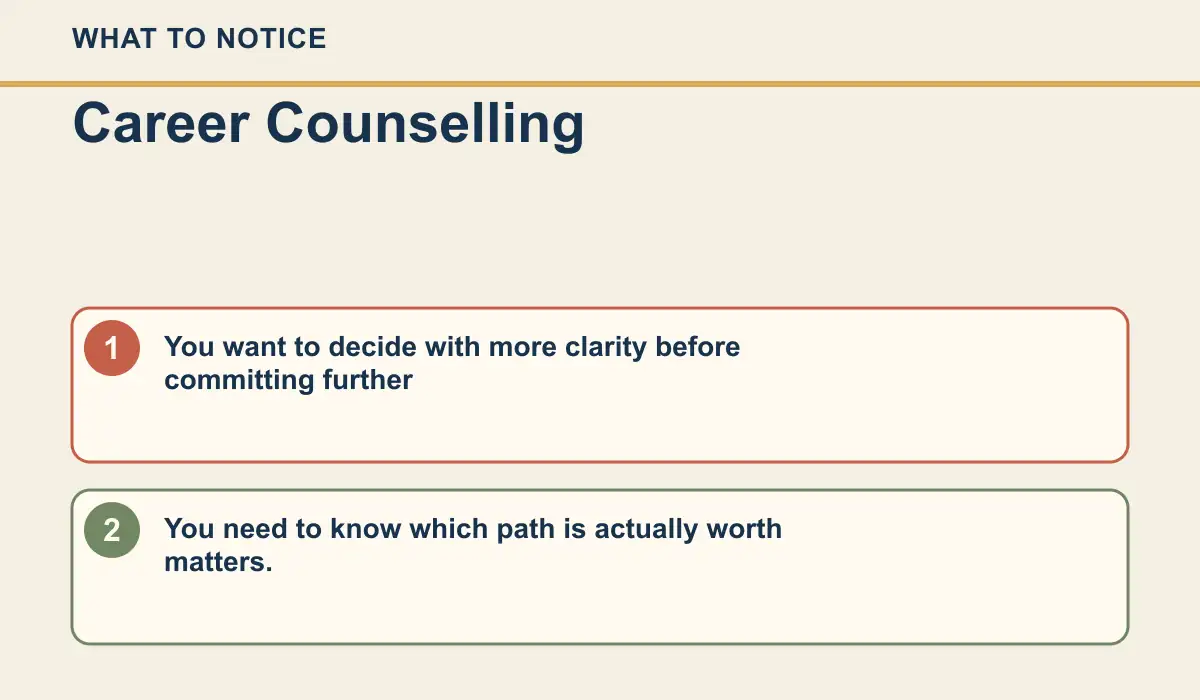 WHAT TO NOTICE
Career Counselling
1
You want to decide with more clarity before
committing further
2
You need to know which path is actually worth
matters.